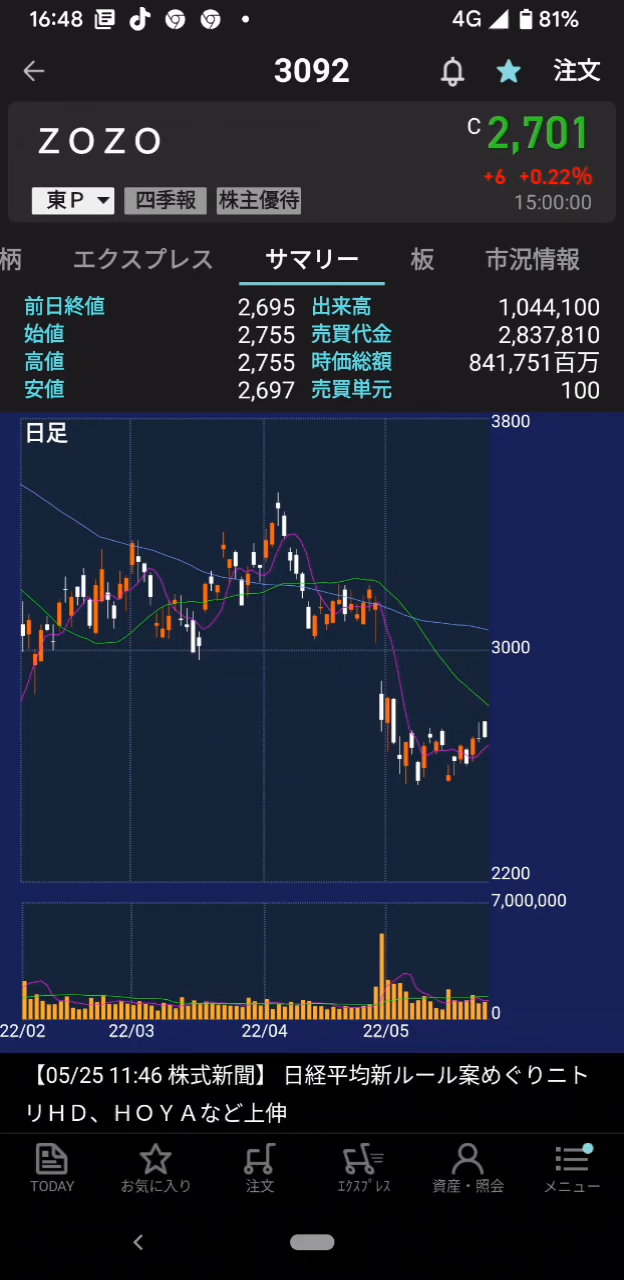 16:48 4G 81%
3092 注文
ＺＯＺＯ C 2,701
+6 +0.22%
東Ｐ 四季報 株主優待 15:00:00
柄 エクスプレス サマリー 板 市況情報
前日終値 2,695 出来高 1,044,100
始値 2,755 売買代金 2,837,810
高値 2,755 時価総額 841,751百万
安値 2,697 売買単元 100
日足 3800
3000
2200
7,000,000
0
22/02 22/03 22/04 22/05
【05/25 11:46 株式新聞】 日経平均新ルール案めぐりニト
リＨＤ、ＨＯＹＡなど上伸
TODAY お気に入り 注文 ｴｸｽﾌﾟﾚｽ 資産・照会 メニュー